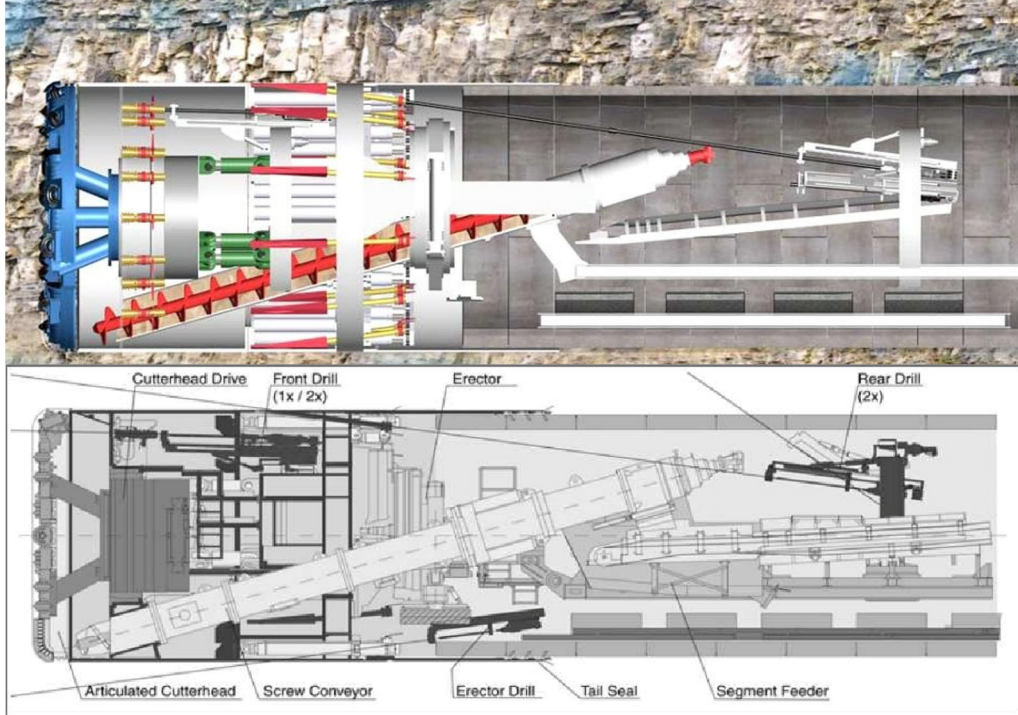 Cutterhead Drive
Front Drill
(1x / 2x)
Erector
Rear Drill
(2x)
Articulated Cutterhead
Screw Conveyor
Erector Drill
Tail Seal
Segment Feeder